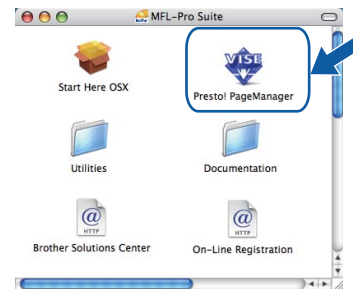 MFL-Pro Suite
VISE
Start Here OSX
Presto! PageManager
Utilities
Documentation
@
HTTP
@
HTTP
Brother Solutions Center
On-Line Registration